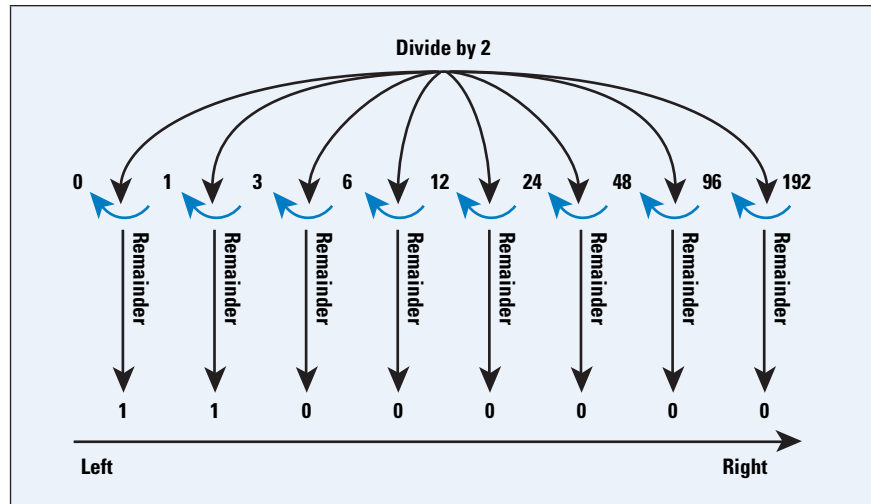 Divide by 2
0 1 3 6 12 24 48 96 192
Remainder Remainder Remainder Remainder Remainder Remainder Remainder Remainder
1 1 0 0 0 0 0 0
Left Right